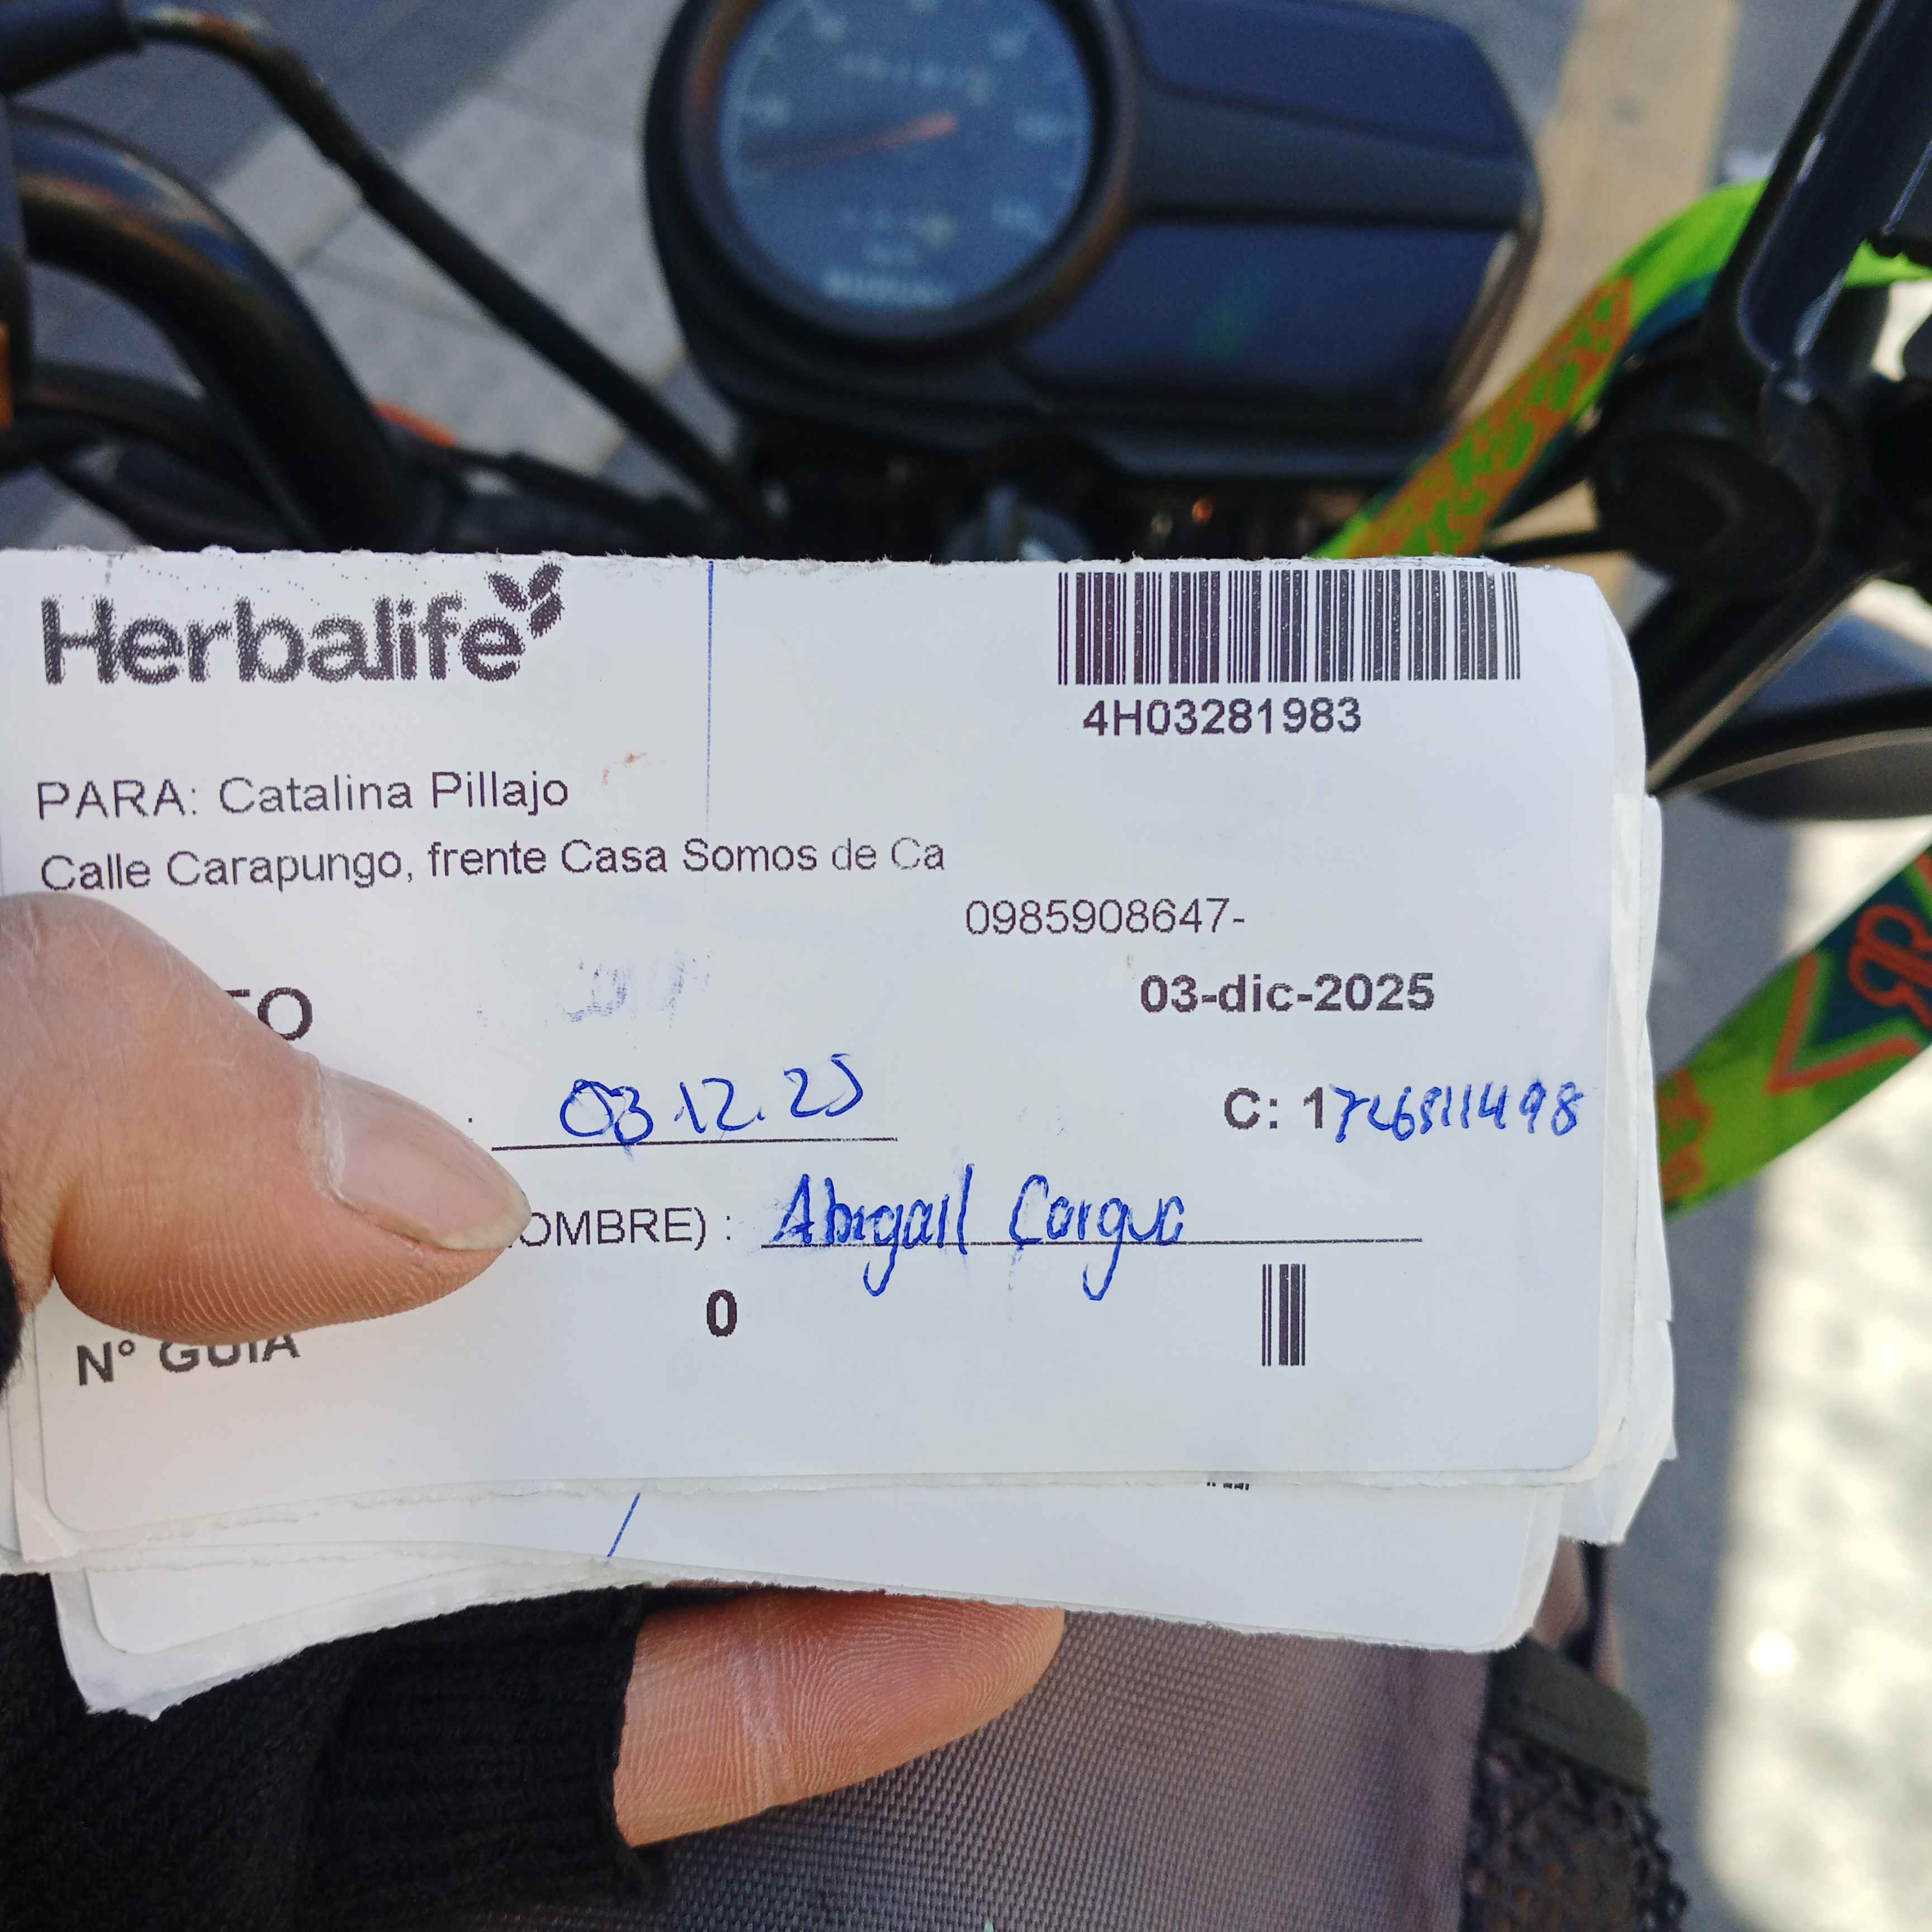 Herbalife
4H03281983
PARA: Catalina Pillajo
Calle Carapungo, frente Casa Somos de Ca
0985908647-
03-dic-2025
03.12.25
C: 1726811498
OMBRE) : Abigail Cargua
0
N° GUIA